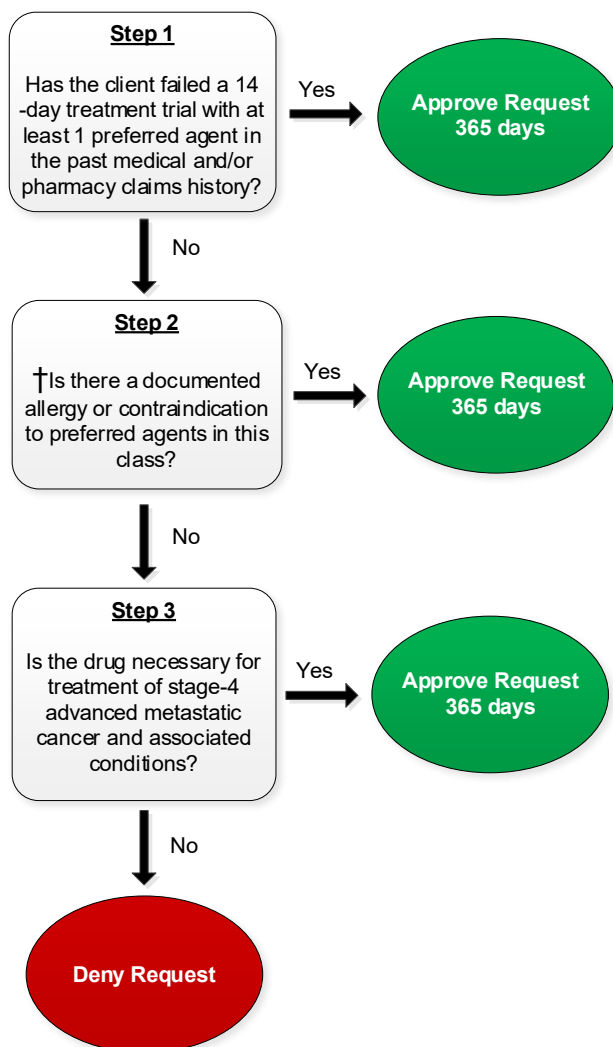 Step 1
Has the client failed a 14
-day treatment trial with at
least 1 preferred agent in
the past medical and/or
pharmacy claims history?
Yes
Approve Request
365 days
No
Step 2
†Is there a documented
allergy or contraindication
to preferred agents in this
class?
Yes
Approve Request
365 days
No
Step 3
Is the drug necessary for
treatment of stage-4
advanced metastatic
cancer and associated
conditions?
Yes
Approve Request
365 days
No
Deny Request